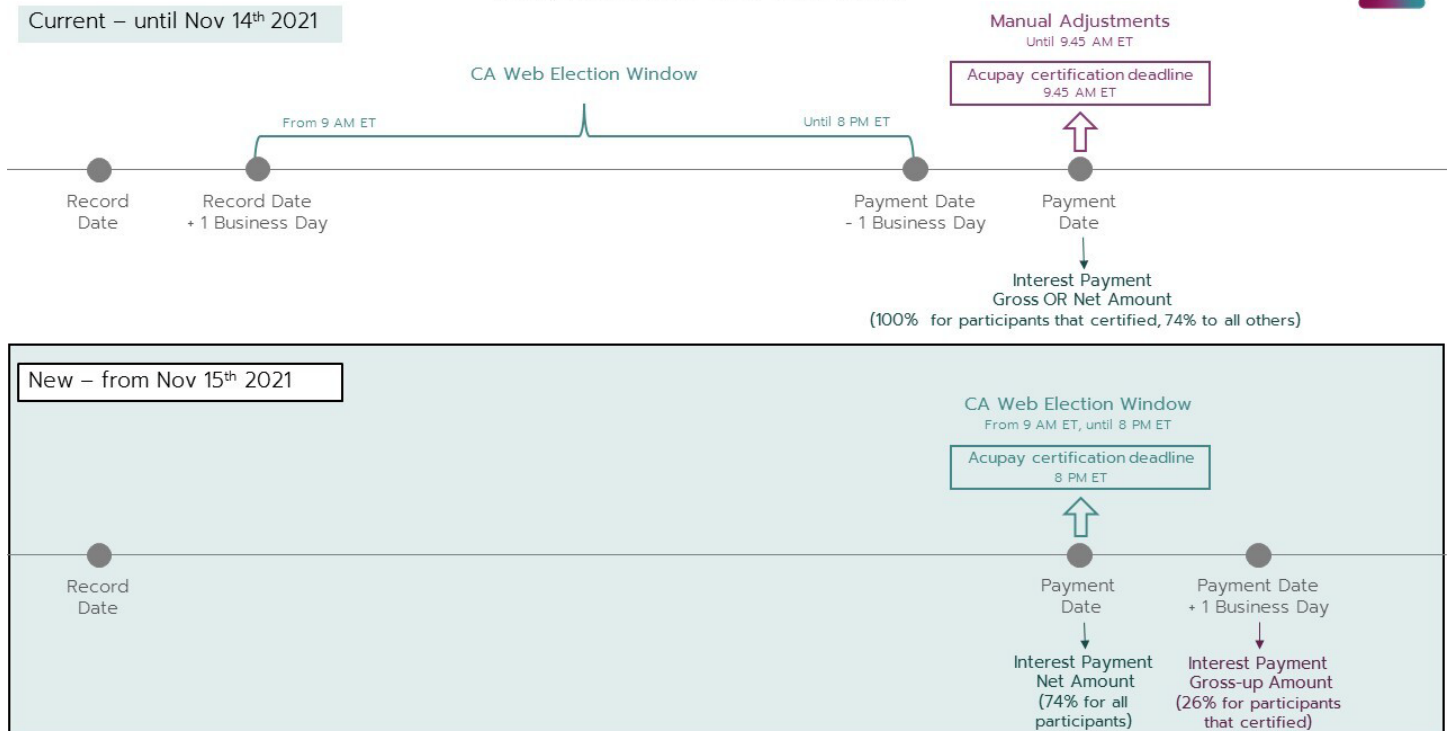 Current – until Nov 14th 2021
Manual Adjustments
Until 9.45 AM ET
CA Web Election Window
Acupay certification deadline
9.45 AM ET
From 9 AM ET
Until 8 PM ET
Record
Date
Record Date
+ 1 Business Day
Payment Date
- 1 Business Day
Payment
Date
Interest Payment
Gross OR Net Amount
(100% for participants that certified, 74% to all others)
New – from Nov 15th 2021
CA Web Election Window
From 9 AM ET, until 8 PM ET
Acupay certification deadline
8 PM ET
Record
Date
Payment
Date
Payment Date
+ 1 Business Day
Interest Payment
Net Amount
(74% for all
participants)
Interest Payment
Gross-up Amount
(26% for participants
that certified)